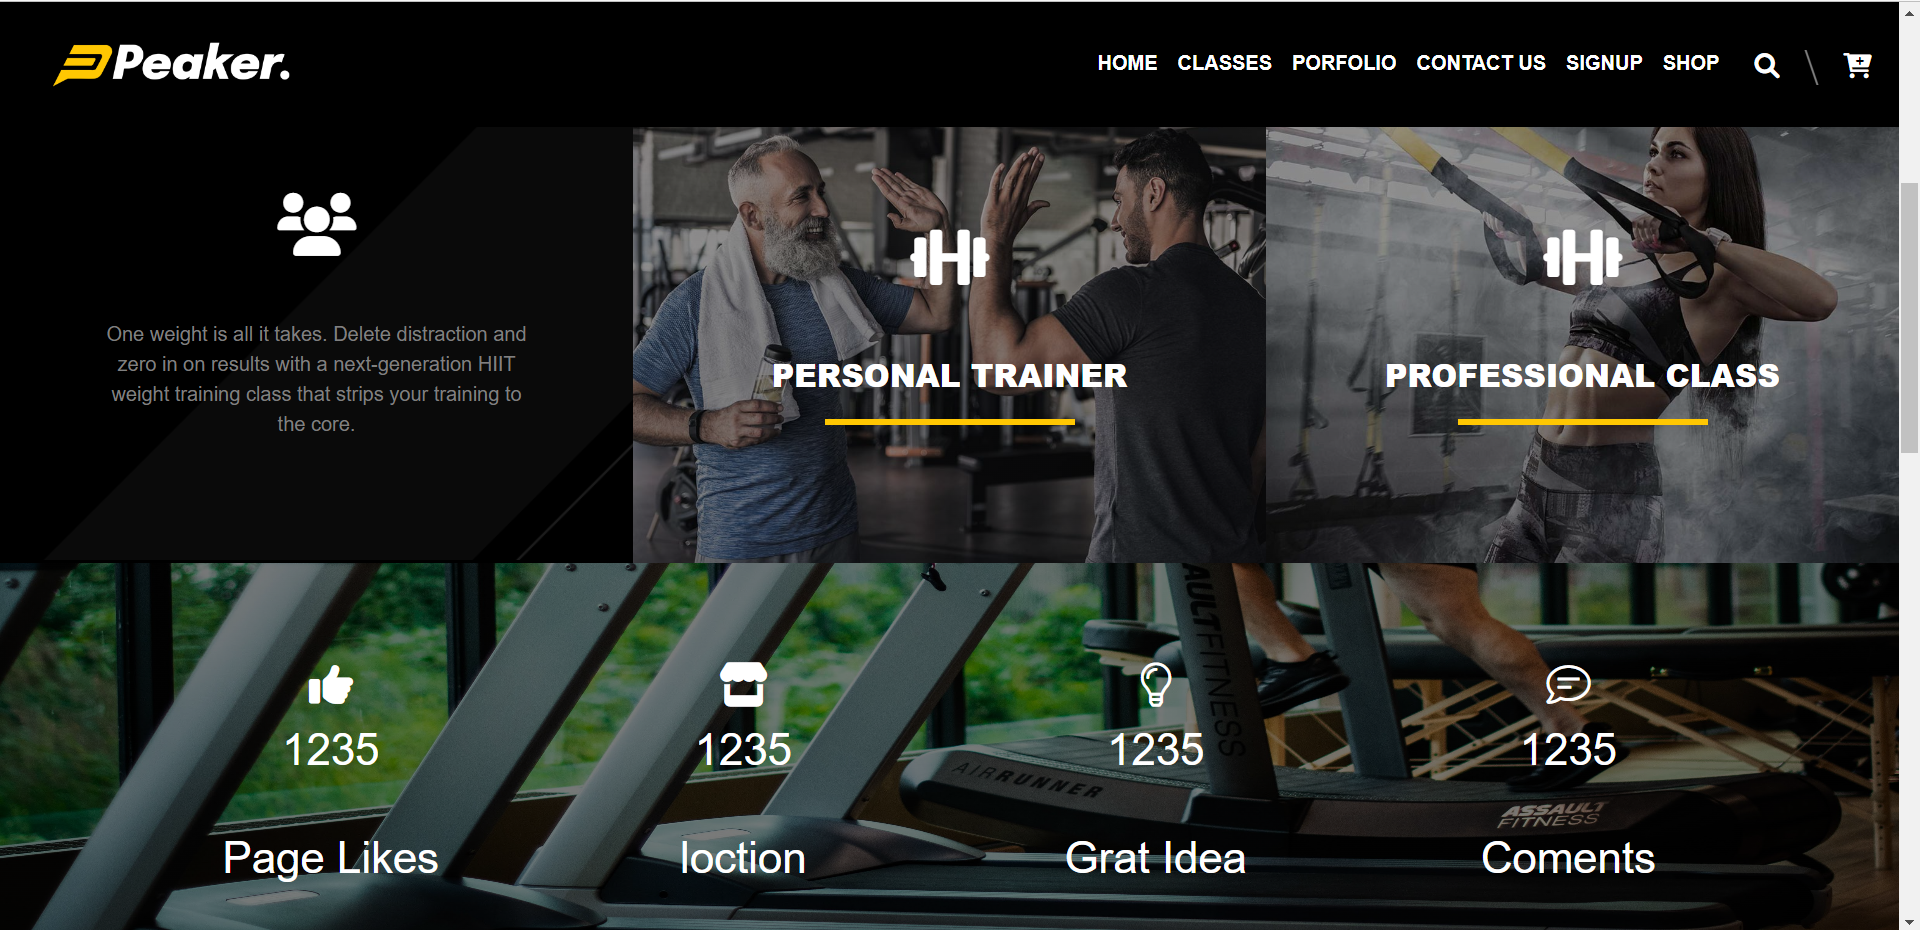 Peaker.
HOME CLASSES PORFOLIO CONTACT US SIGNUP SHOP
One weight is all it takes. Delete distraction and
zero in on results with a next-generation HIIT
weight training class that strips your training to
the core.
PERSONAL TRAINER
PROFESSIONAL CLASS
AULTFITNESS
1235
1235
1235
1235
AIRRUNNER
ASSAULT
FITNESS
Page Likes
loction
Grat Idea
Coments